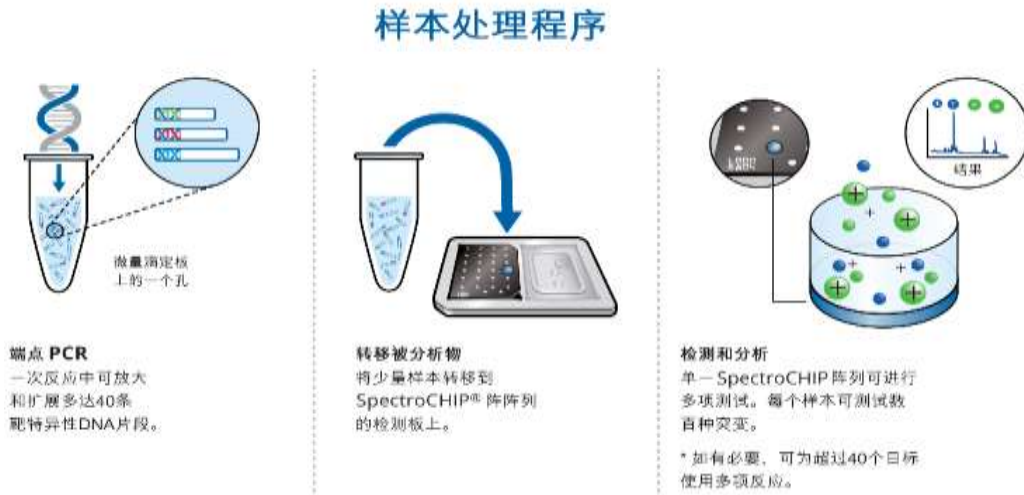 样本处理程序
微量滴定板
上的一个孔
结果
端点 PCR
一次反应中可放大
和扩展多达40条
靶特异性DNA片段。
转移被分析物
将少量样本转移到
SpectroCHIP® 阵阵列
的检测板上。
检测和分析
单一 SpectroCHIP 阵列可进行
多项测试。每个样本可测试数
百种突变。
* 如有必要，可为超过40个目标
使用多项反应。